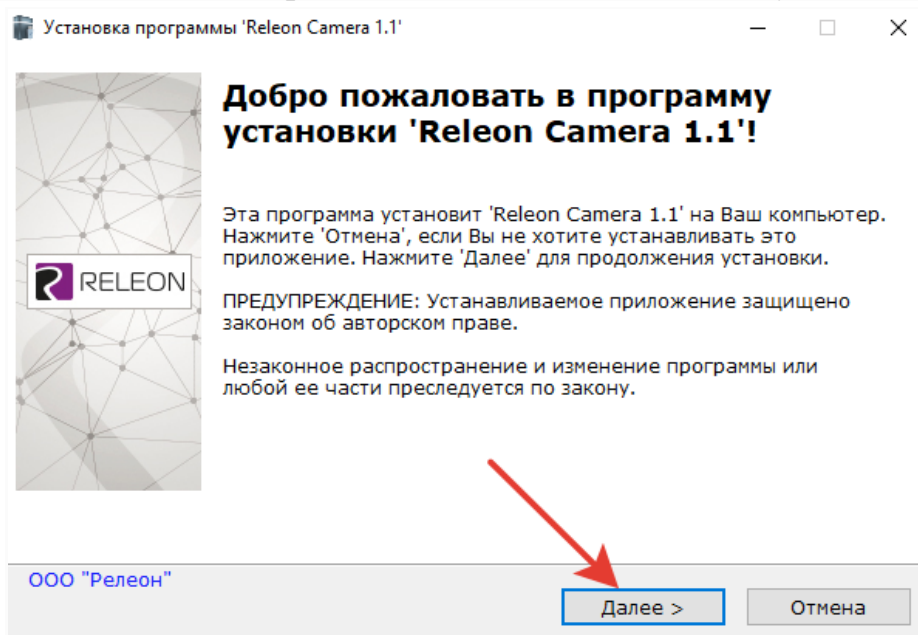 Установка программы 'Releon Camera 1.1'
Добро пожаловать в программу
установки 'Releon Camera 1.1'!
Эта программа установит 'Releon Camera 1.1' на Ваш компьютер.
Нажмите 'Отмена', если Вы не хотите устанавливать это
приложение. Нажмите 'Далее' для продолжения установки.
RELEON
ПРЕДУПРЕЖДЕНИЕ: Устанавливаемое приложение защищено
законом об авторском праве.
Незаконное распространение и изменение программы или
любой ее части преследуется по закону.
ООО "Релеон"
Далее >
Отмена